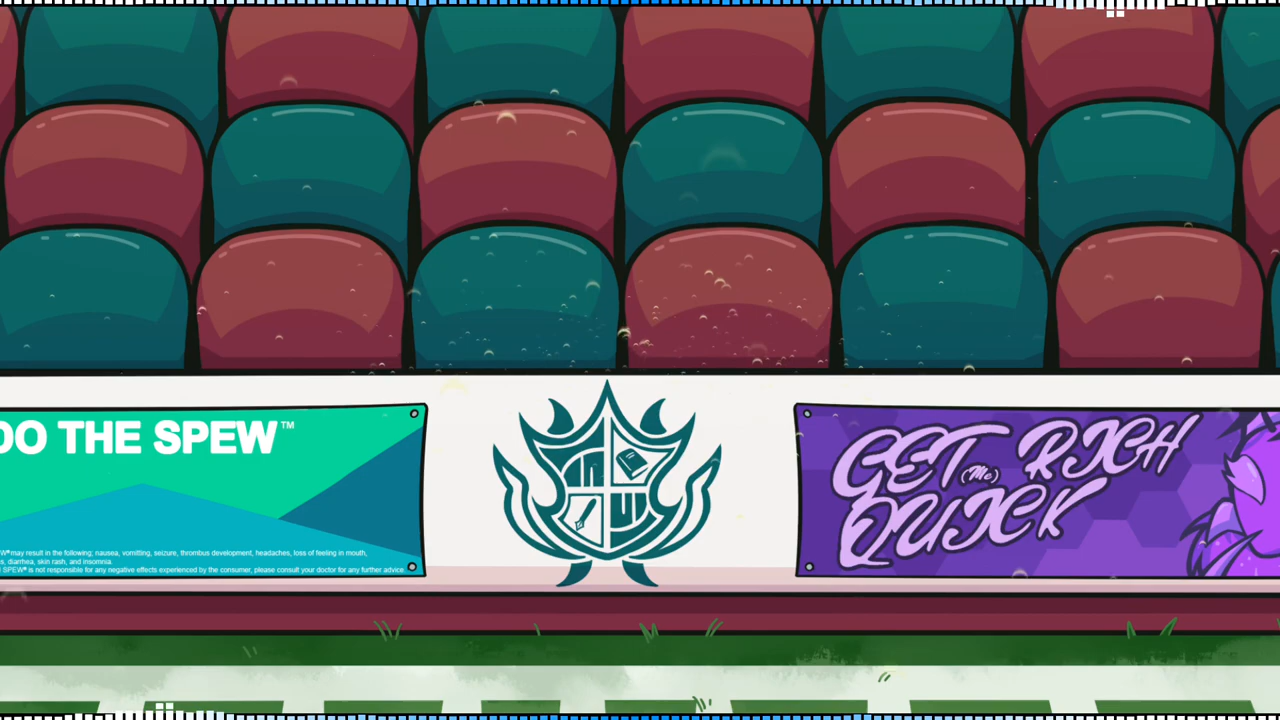 DO THE SPEW™
W® may result in the following; nausea, vomitting, seizure, thrombus development, headaches, loss of feeling in mouth,
s, diarrhea, skin rash, and insomnia.
SPEW® is not responsible for any negative effects experienced by the consumer, please consult your doctor for any further advice
GET (Me) RICH
QUICK